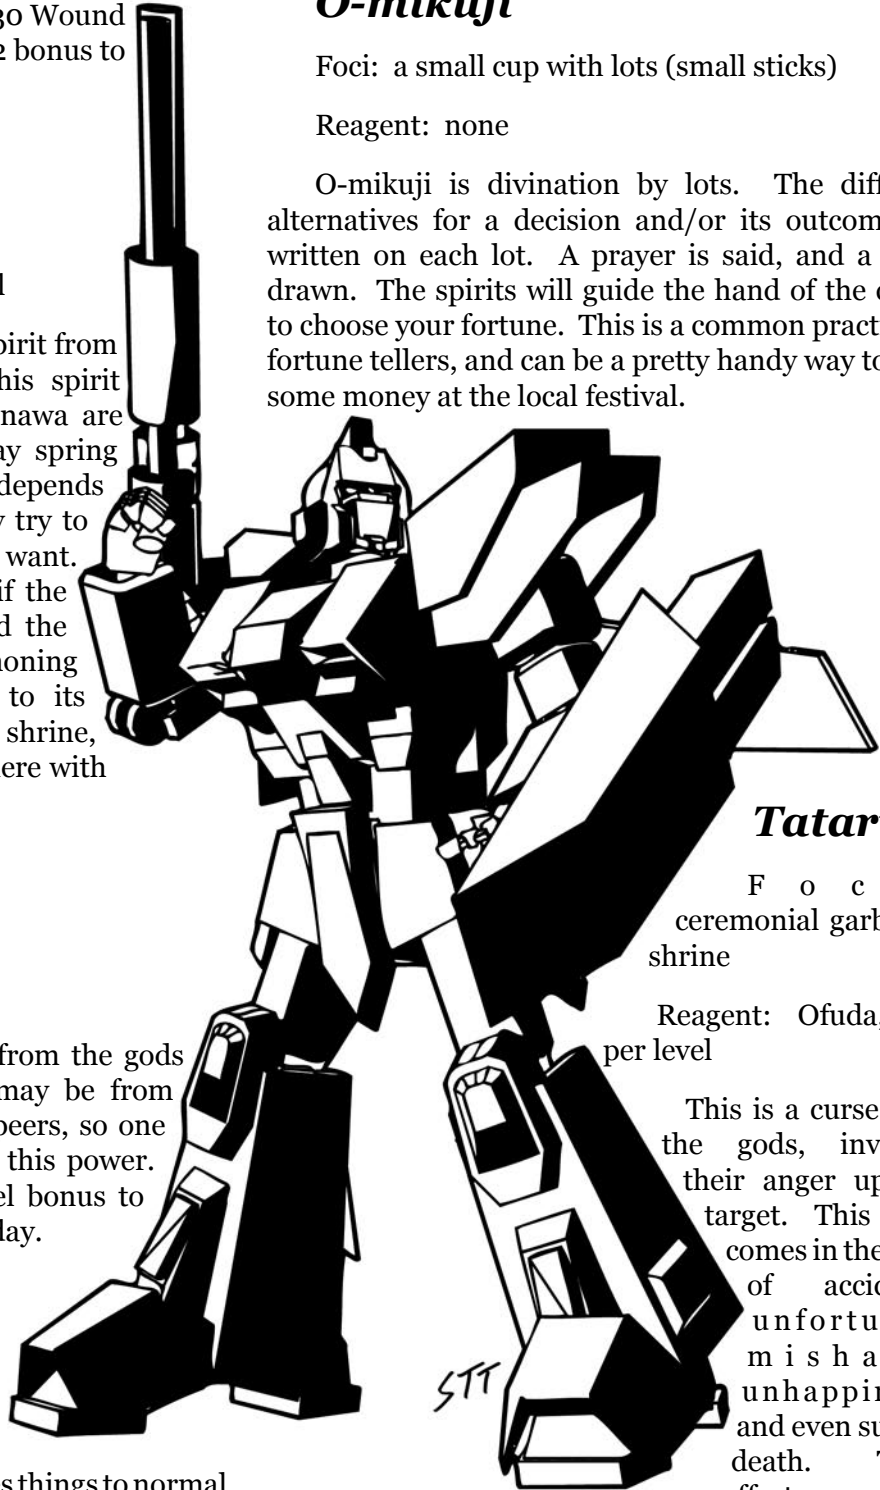 30 Wound
2 bonus to
spirit from
this spirit
nawa are
ay spring
depends
y try to
want.
if the
d the
moning
to its
shrine,
here with
from the gods
may be from
peers, so one
this power.
el bonus to
day.
es things to normal
O-mikuji
Foci: a small cup with lots (small sticks)
Reagent: none
O-mikuji is divination by lots. The diff
alternatives for a decision and/or its outcom
written on each lot. A prayer is said, and a
drawn. The spirits will guide the hand of the
to choose your fortune. This is a common pract
fortune tellers, and can be a pretty handy way to
some money at the local festival.
Tatar
F o c
ceremonial garb
shrine
Reagent: Ofuda,
per level
This is a curse
the gods, inv
their anger up
target. This
comes in the
of accid
unfortu
m i s h a
unhappin
and even su
death.
STT